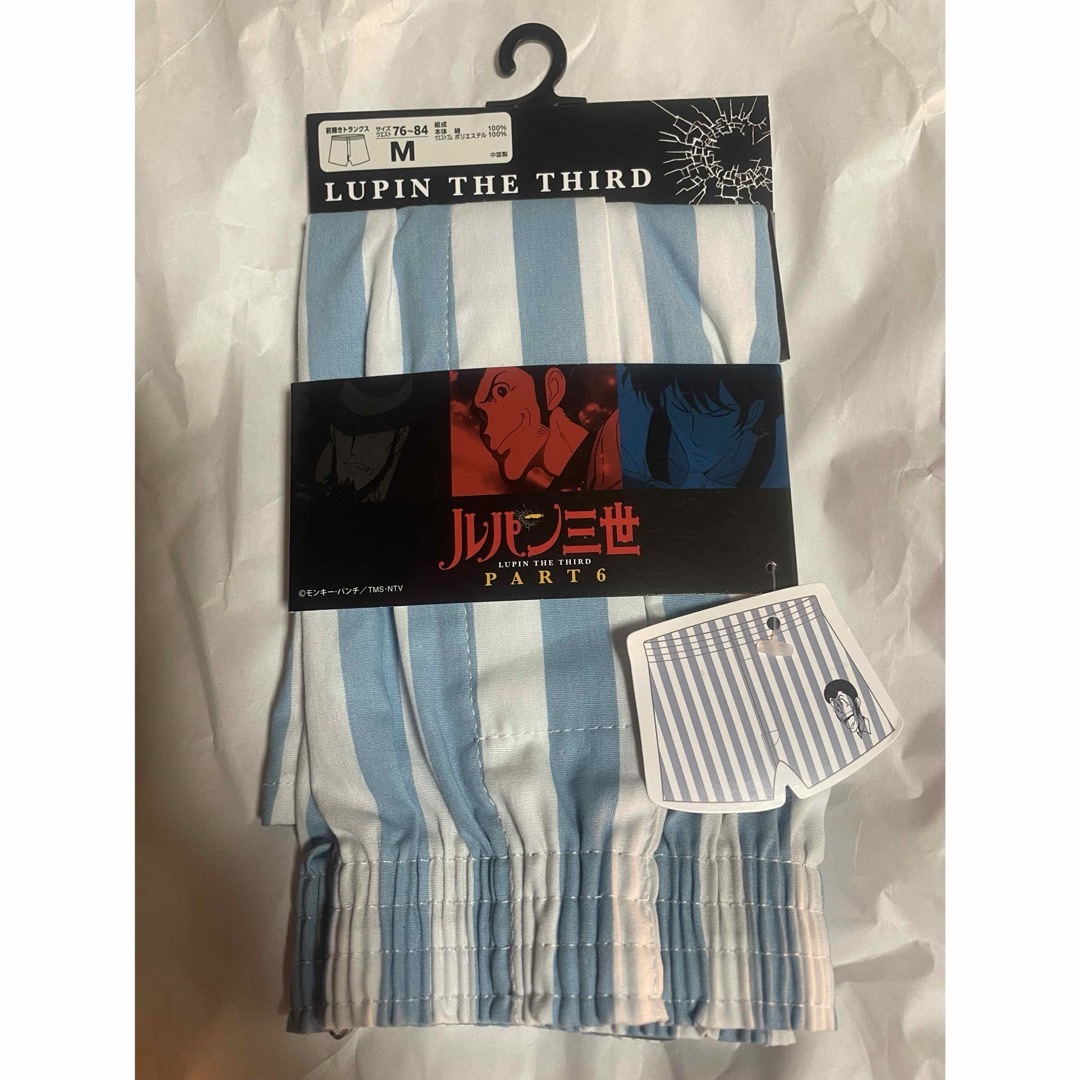 前開きトランクス
サイズ
ウエスト 76~84
M
組成
本体 綿 100%
ウエストゴム ポリエステル 100%
中国製
LUPIN THE THIRD
ルパン三世
LUPIN THE THIRD
PART 6
©モンキー・パンチ/TMS・NTV